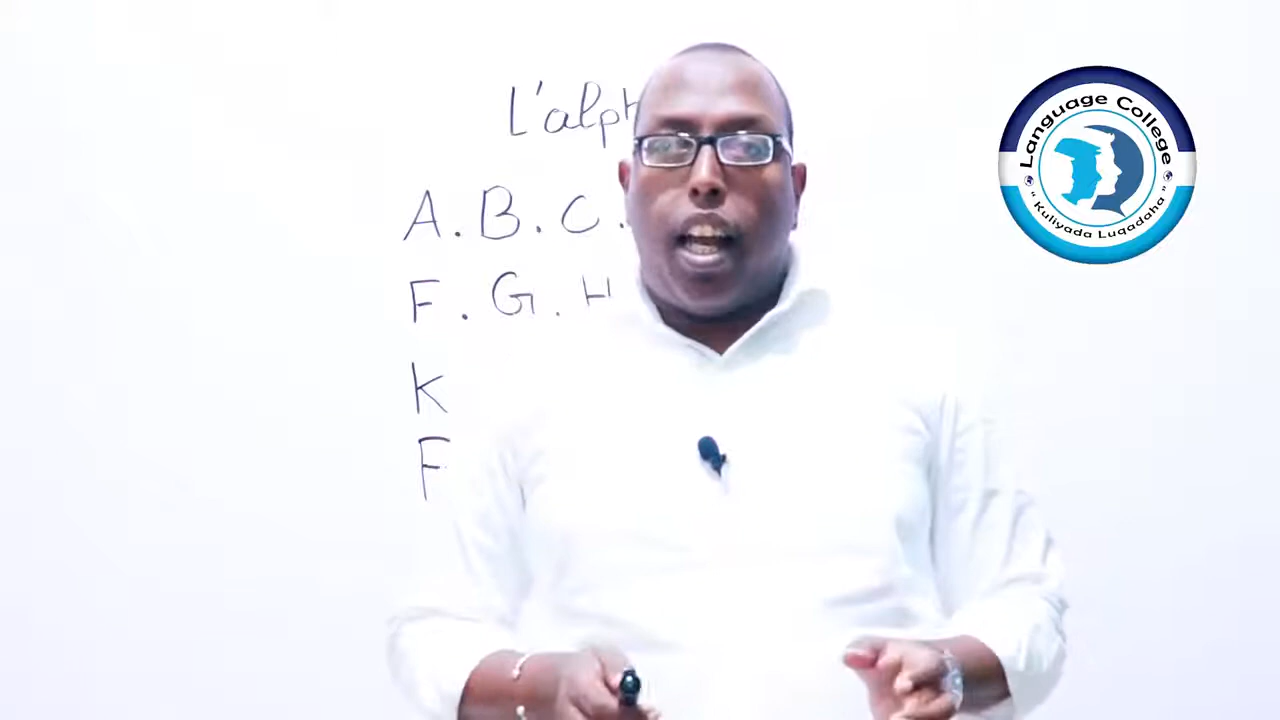 L'alph
A. B. C.
F. G. H
K
F
Language College
" Kuliyada Luqadaha "